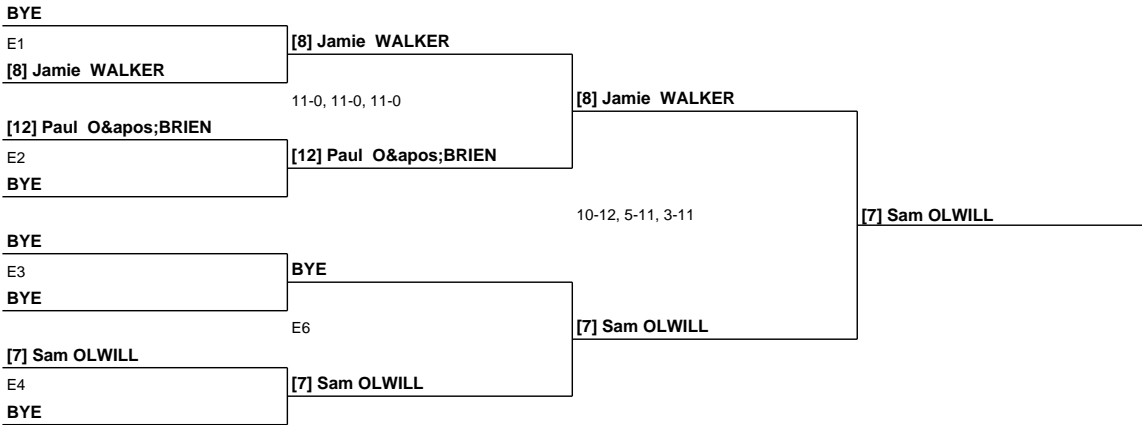 BYE
E1
[8] Jamie  WALKER
[8] Jamie  WALKER
11-0, 11-0, 11-0
[8] Jamie  WALKER
[12] Paul  O&apos;BRIEN
E2
[12] Paul  O&apos;BRIEN
BYE
10-12, 5-11, 3-11
[7] Sam OLWILL
BYE
E3
BYE
BYE
E6
[7] Sam OLWILL
[7] Sam OLWILL
E4
[7] Sam OLWILL
BYE